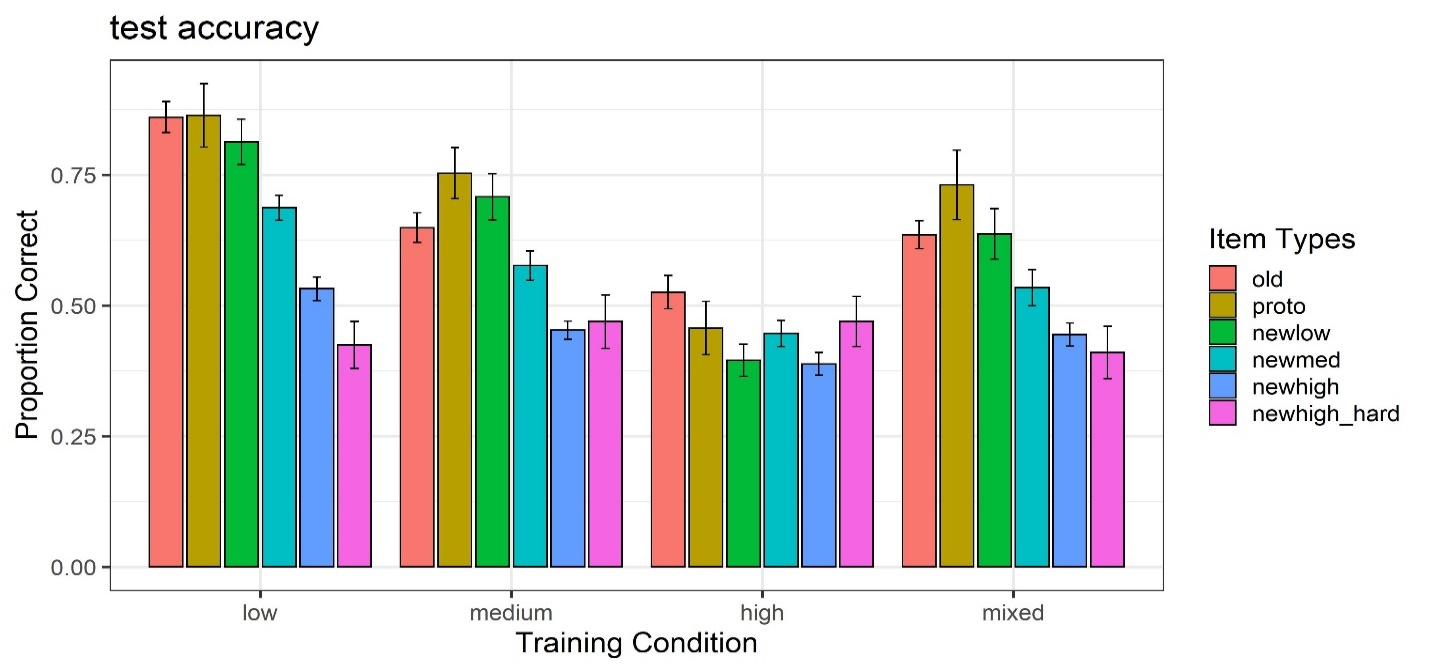 test accuracy
Proportion Correct
0.75
0.50
0.25
0.00
low
medium
high
mixed
Training Condition
Item Types
old
proto
newlow
newmed
newhigh
newhigh_hard